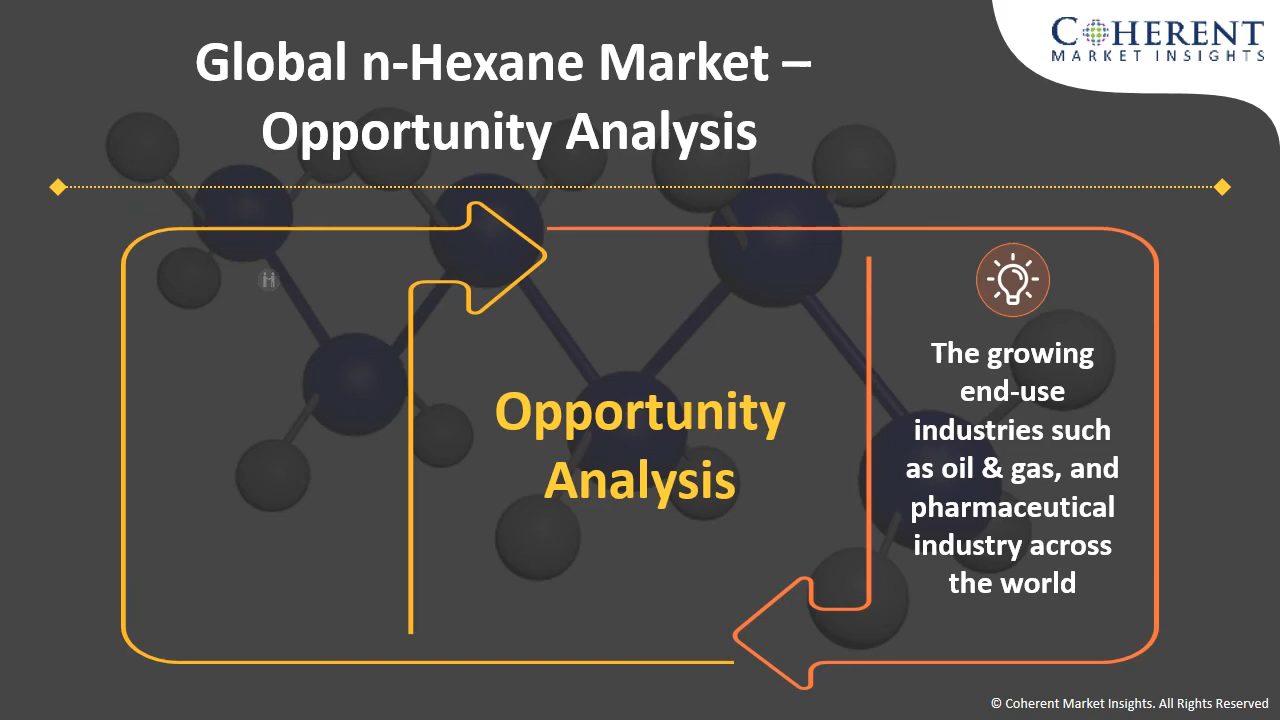 Global n-Hexane Market –
Opportunity Analysis
COHERENT
MARKET INSIGHTS
Opportunity
Analysis
The growing
end-use
industries such
as oil & gas, and
pharmaceutical
industry across
the world
© Coherent Market Insights. All Rights Reserved